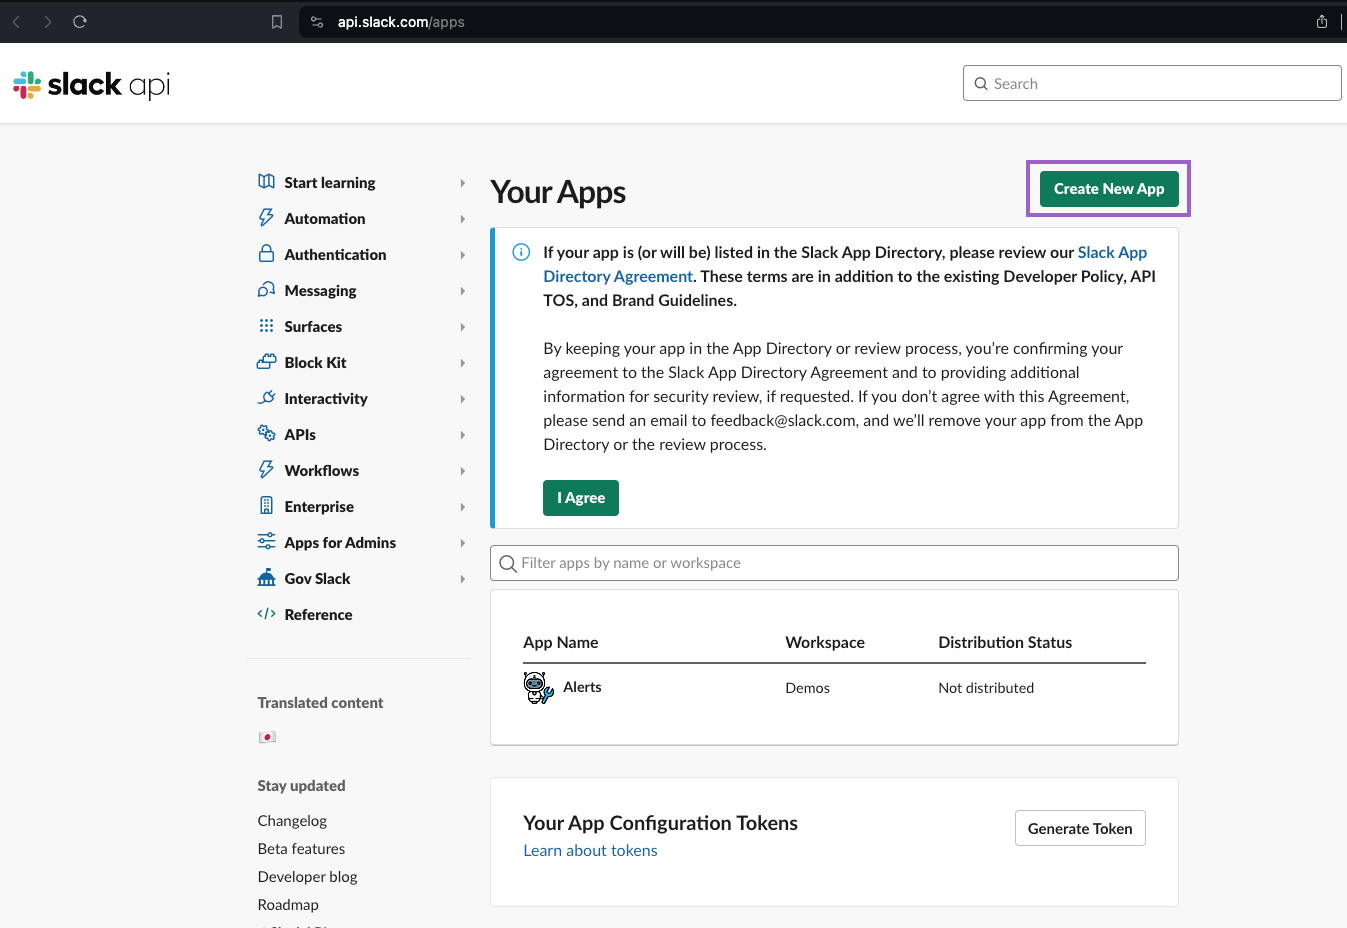 api.slack.com/apps
slack api
Search
Start learning
Automation
Authentication
Messaging
Surfaces
Block Kit
Interactivity
APIs
Workflows
Enterprise
Apps for Admins
Gov Slack
Reference
Translated content
Stay updated
Changelog
Beta features
Developer blog
Roadmap
Your Apps
Create New App
If your app is (or will be) listed in the Slack App Directory, please review our Slack App
Directory Agreement. These terms are in addition to the existing Developer Policy, API
TOS, and Brand Guidelines.
By keeping your app in the App Directory or review process, you’re confirming your
agreement to the Slack App Directory Agreement and to providing additional
information for security review, if requested. If you don’t agree with this Agreement,
please send an email to feedback@slack.com, and we’ll remove your app from the App
Directory or the review process.
I Agree
Filter apps by name or workspace
App Name Workspace Distribution Status
Alerts Demos Not distributed
Your App Configuration Tokens
Learn about tokens
Generate Token